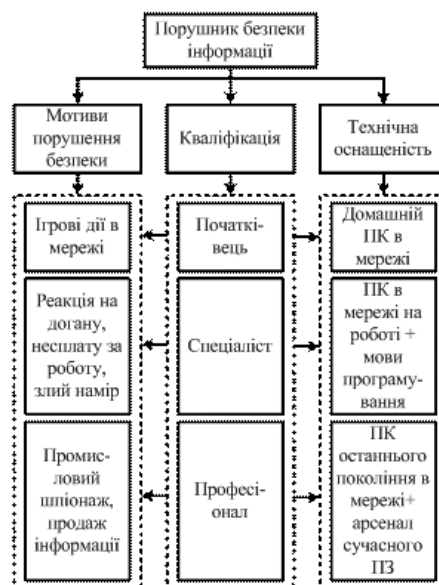 Порушник безпеки
інформації
Мотиви
порушення
безпеки
Кваліфікація
Технічна
оснащеність
Ігрові дії в
мережі
Початкі-
вець
Домашній
ПК в
мережі
Реакція на
догану,
несплату за
роботу,
злий намір
Спеціаліст
ПК в
мережі на
роботі +
мови
програму-
вання
Промис-
ловий
шпіонаж,
продаж
інформації
Професі-
онал
ПК
останнього
покоління в
мережі+
арсенал
сучасного
ПЗ